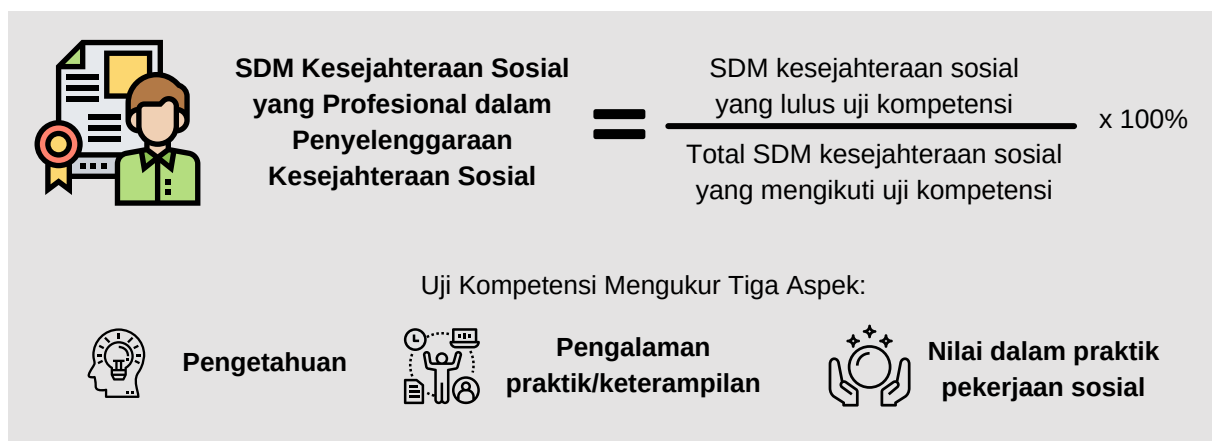 SDM Kesejahteraan Sosial
yang Profesional dalam
Penyelenggaraan
Kesejahteraan Sosial
=
SDM kesejahteraan sosial
yang lulus uji kompetensi
Total SDM kesejahteraan sosial
yang mengikuti uji kompetensi
x 100%
Uji Kompetensi Mengukur Tiga Aspek:
Pengetahuan
Pengalaman
praktik/keterampilan
Nilai dalam praktik
pekerjaan sosial